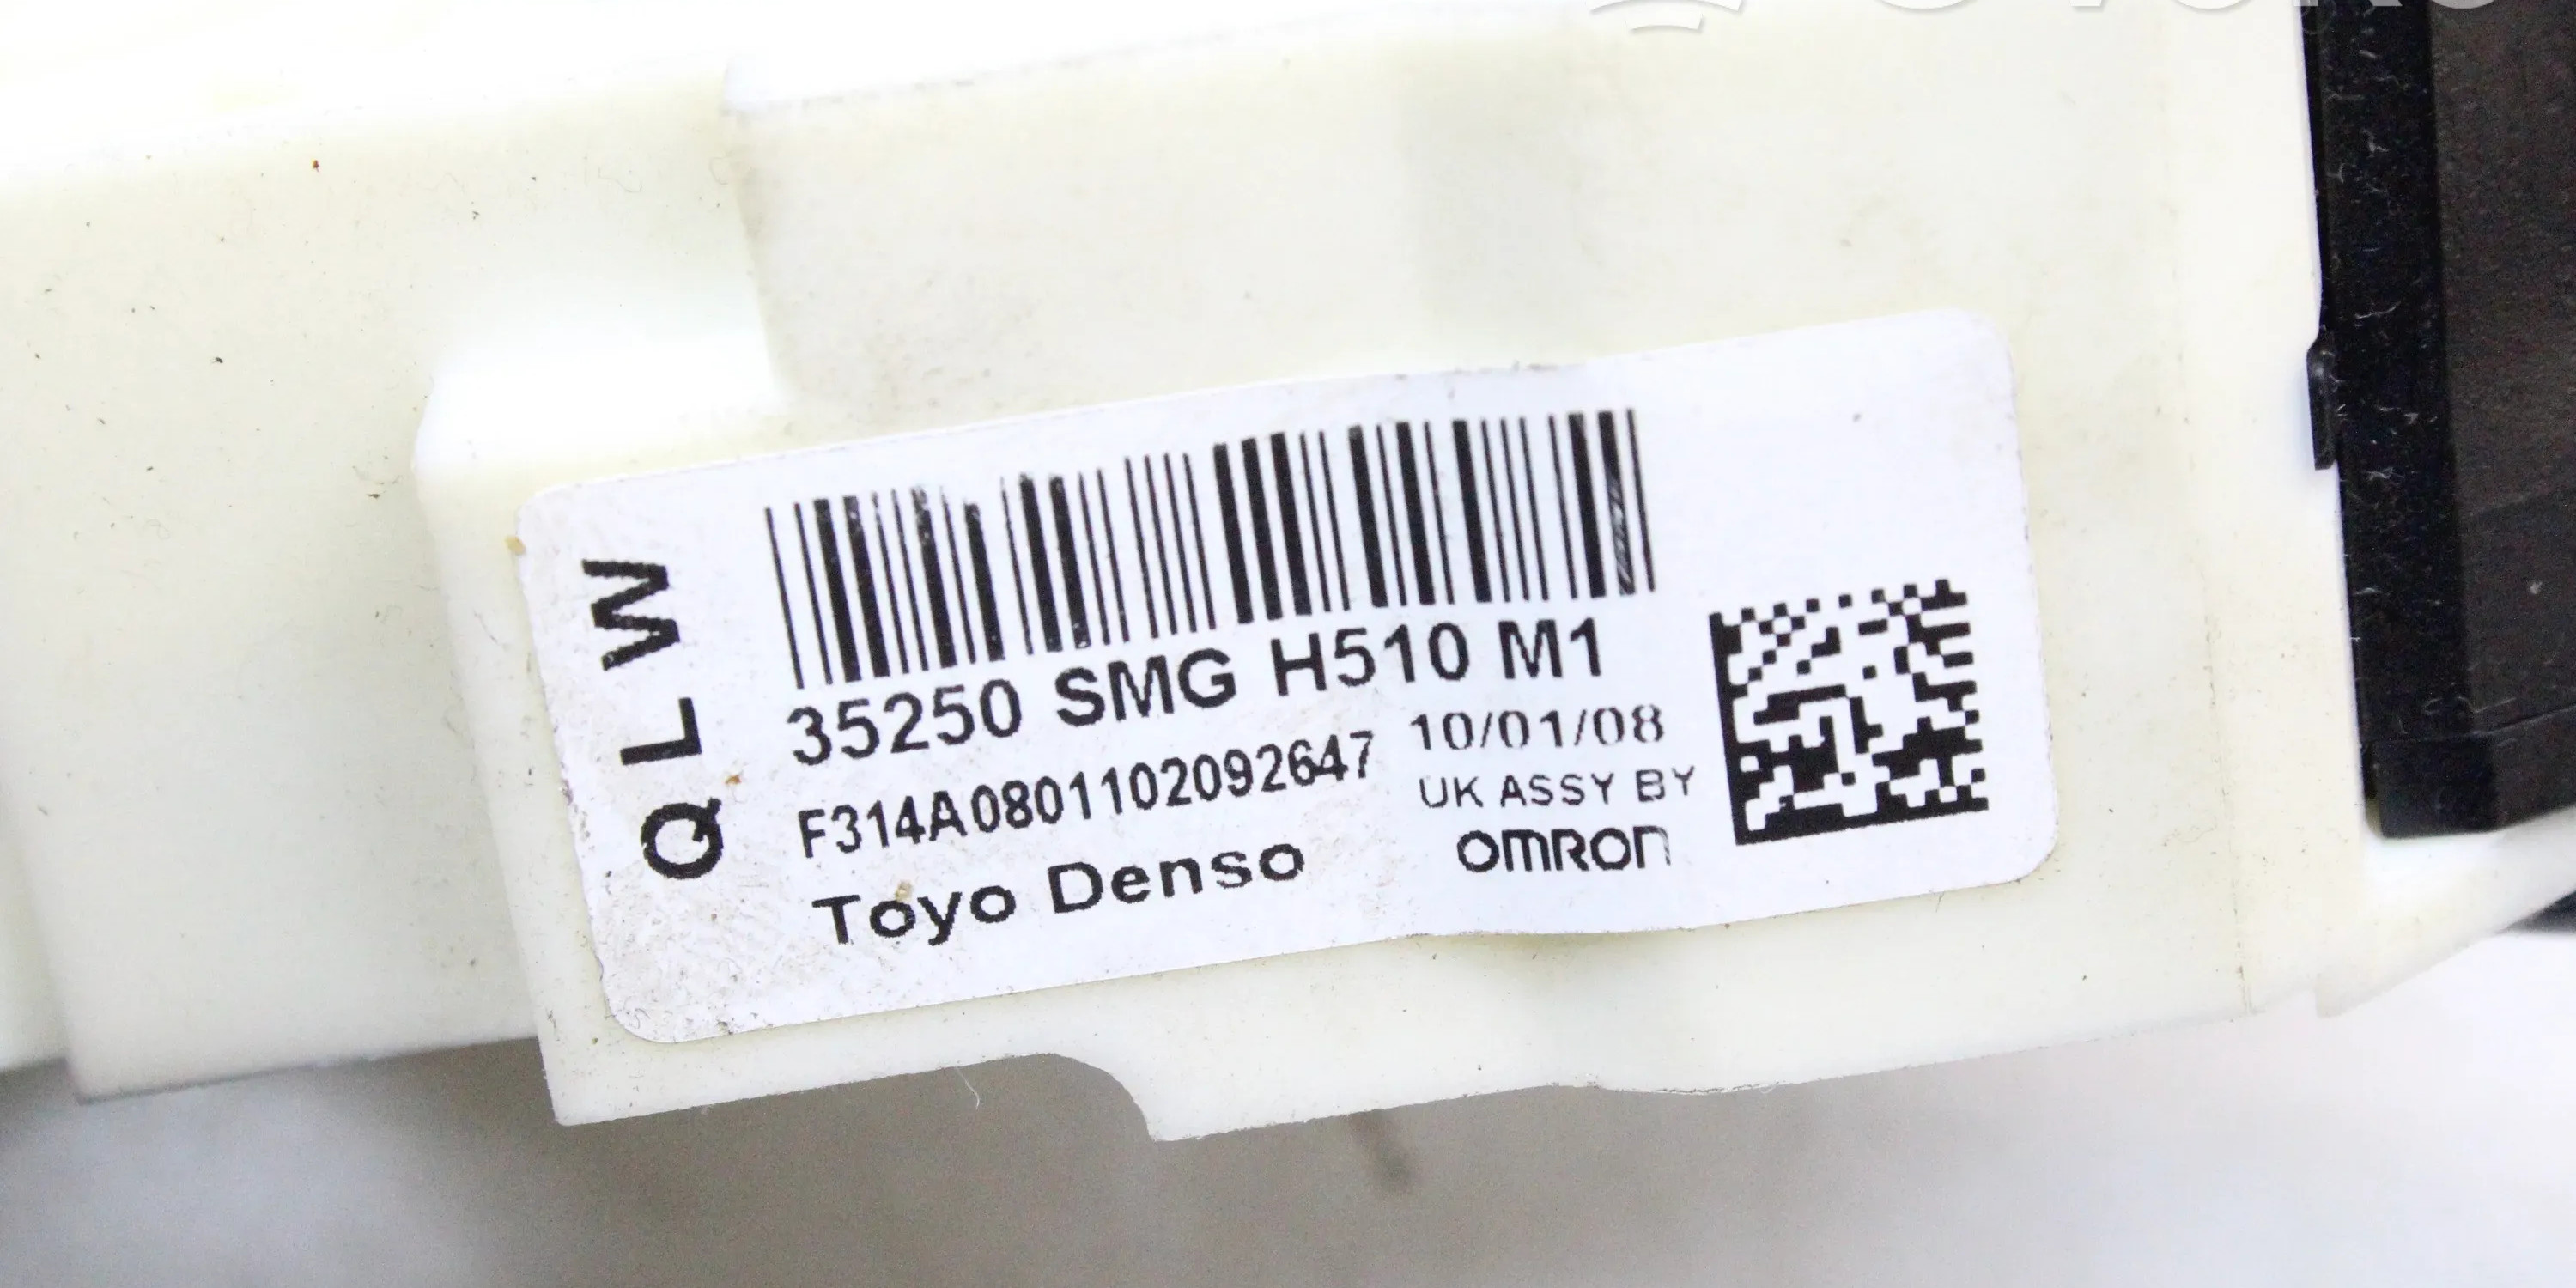 QLW
35250 SMG H510 M1
F314A0801102092647 10/01/08
UK ASSY BY
OMRON
Toyo Denso